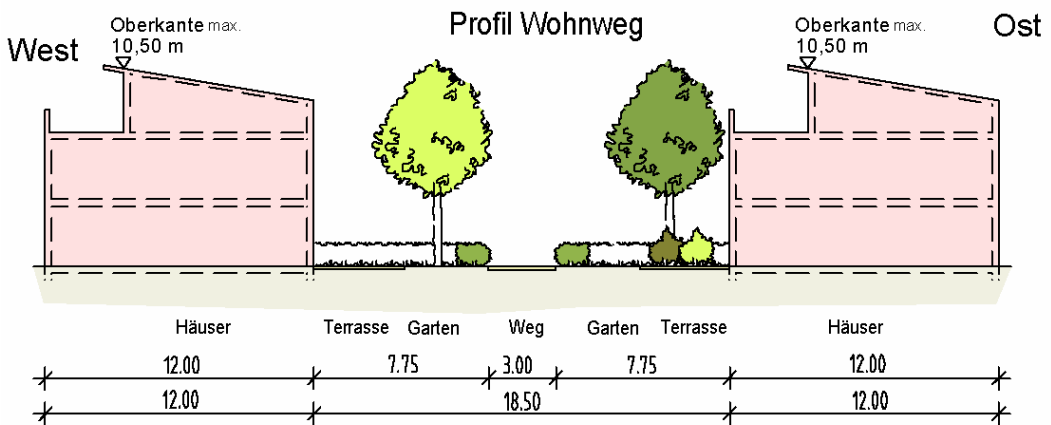 Profil Wohnweg
West
Ost
Oberkante max.
10,50 m
Oberkante max.
10,50 m
Häuser Terrasse Garten Weg Garten Terrasse Häuser
12.00 7.75 3.00 7.75 12.00
12.00 18.50 12.00